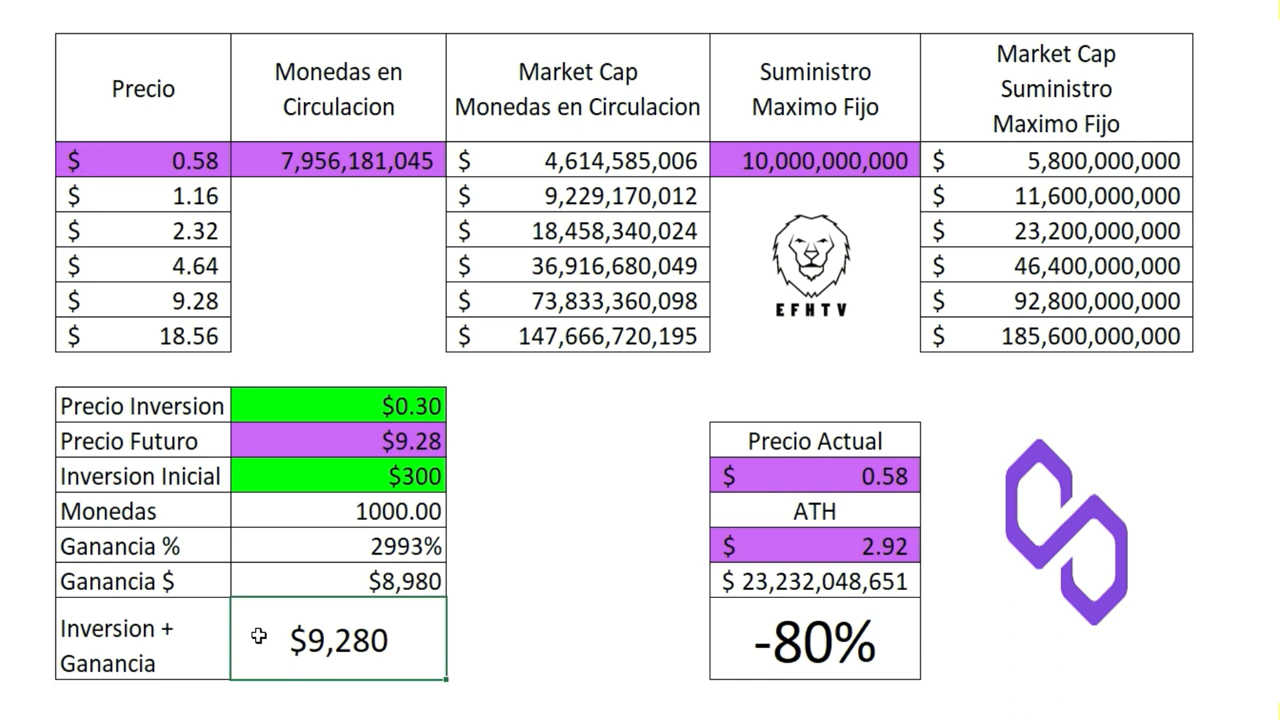 Precio Monedas en Circulacion Market Cap Monedas en Circulacion Suministro Maximo Fijo Market Cap Suministro Maximo Fijo
$ 0.58 7,956,181,045 $ 4,614,585,006 10,000,000,000 $ 5,800,000,000
$ 1.16 $ 9,229,170,012 $ 11,600,000,000
$ 2.32 $ 18,458,340,024 $ 23,200,000,000
$ 4.64 $ 36,916,680,049 $ 46,400,000,000
$ 9.28 $ 73,833,360,098 $ 92,800,000,000
$ 18.56 $ 147,666,720,195 $ 185,600,000,000
EFHTV
Precio Inversion $0.30
Precio Futuro $9.28
Inversion Inicial $300
Monedas 1000.00
Ganancia % 2993%
Ganancia $ $8,980
Inversion + Ganancia $9,280
Precio Actual
$ 0.58
ATH
$ 2.92
$ 23,232,048,651
-80%